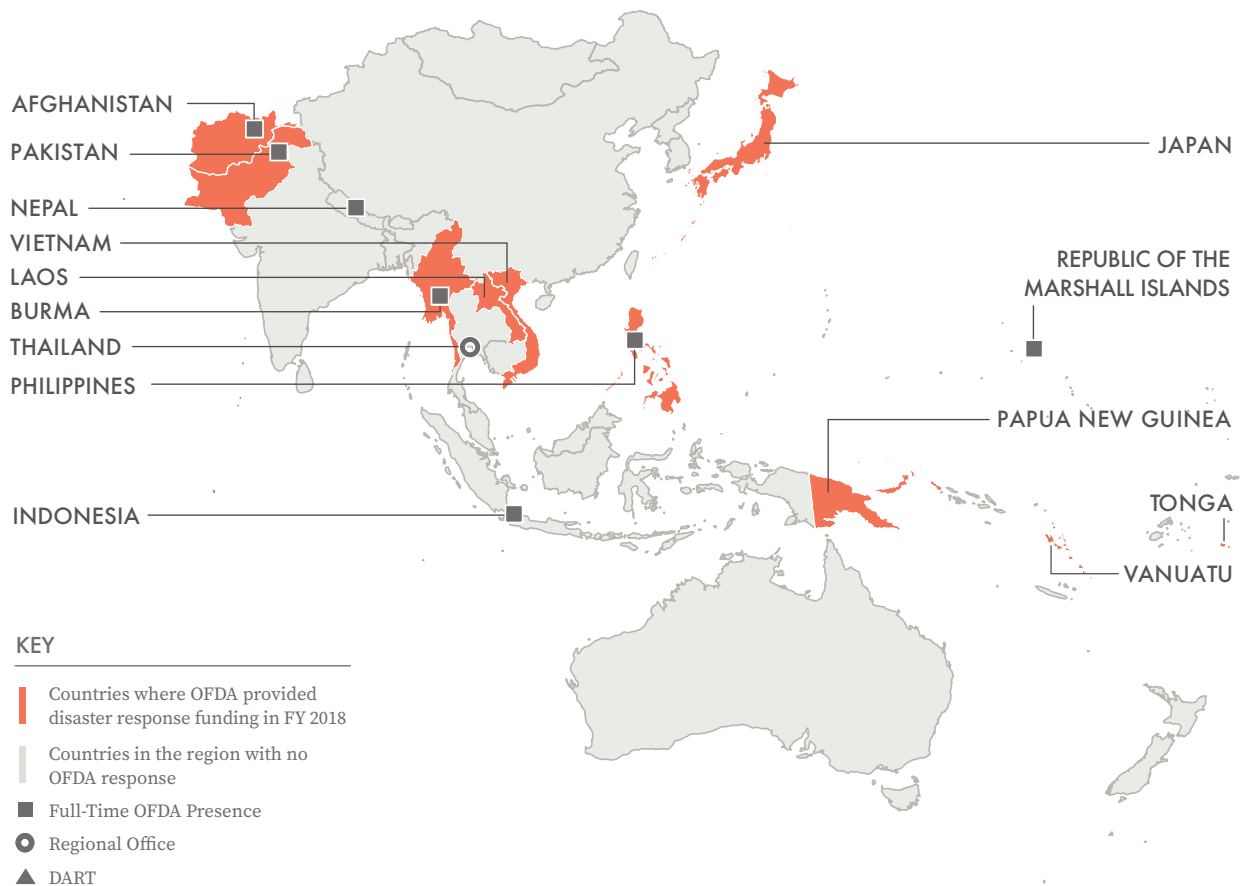 AFGHANISTAN
PAKISTAN
NEPAL
VIETNAM
LAOS
BURMA
THAILAND
PHILIPPINES
INDONESIA
JAPAN
REPUBLIC OF THE
MARSHALL ISLANDS
PAPUA NEW GUINEA
TONGA
VANUATU
KEY
Countries where OFDA provided
disaster response funding in FY 2018
Countries in the region with no
OFDA response
Full-Time OFDA Presence
Regional Office
DART